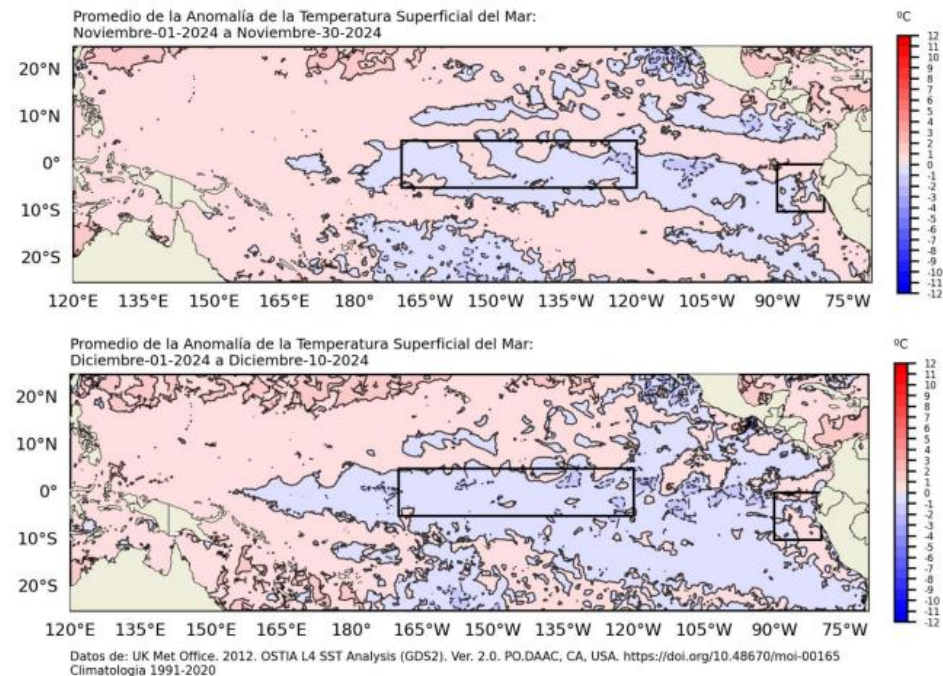 Promedio de la Anomalía de la Temperatura Superficial del Mar:
Noviembre-01-2024 a Noviembre-30-2024
ºC
20°N
10°N
0°
10°S
20°S
120°E 135°E 150°E 165°E 180° 165°W 150°W 135°W 120°W 105°W 90°W 75°W
12
11
10
9
8
7
6
5
4
3
2
1
0
-1
-2
-3
-4
-5
-6
-7
-8
-9
-10
-11
-12
Promedio de la Anomalía de la Temperatura Superficial del Mar:
Diciembre-01-2024 a Diciembre-10-2024
ºC
20°N
10°N
0°
10°S
20°S
120°E 135°E 150°E 165°E 180° 165°W 150°W 135°W 120°W 105°W 90°W 75°W
12
11
10
9
8
7
6
5
4
3
2
1
0
-1
-2
-3
-4
-5
-6
-7
-8
-9
-10
-11
-12
Datos de: UK Met Office. 2012. OSTIA L4 SST Analysis (GDS2). Ver. 2.0. PO.DAAC, CA, USA. https://doi.org/10.48670/moi-00165
Climatologia 1991-2020